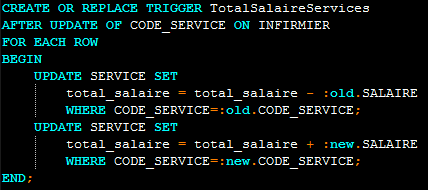 CREATE OR REPLACE TRIGGER TotalSalaireServices
AFTER UPDATE OF CODE_SERVICE ON INFIRMIER
FOR EACH ROW
BEGIN
UPDATE SERVICE SET
total_salaire = total_salaire - :old.SALAIRE
WHERE CODE_SERVICE=:old.CODE_SERVICE;
UPDATE SERVICE SET
total_salaire = total_salaire + :new.SALAIRE
WHERE CODE_SERVICE=:new.CODE_SERVICE;
END;